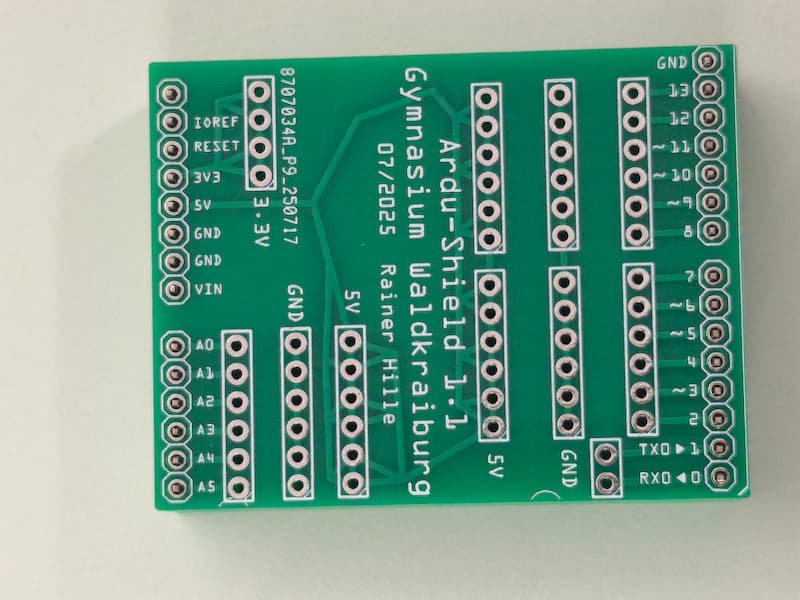 GND
13
12
~11
~10
~9
8
7
~6
~5
4
~3
2
TX0▶1
RX0◀0
IOREF
RESET
3V3
5V
GND
GND
VIN
A0
A1
A2
A3
A4
A5
Ardu-Shield 1.1
Gymnasium Waldkraiburg
07/2025 Rainer Hille
8707034A_P9_250717
3.3V
GND
5V
5V
GND